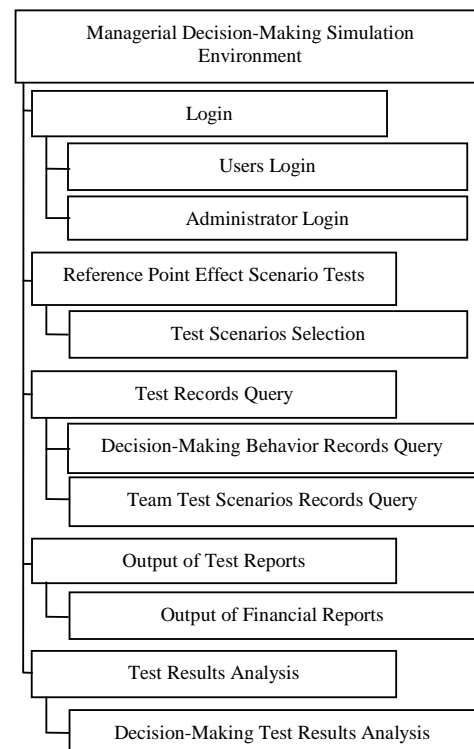 Managerial Decision-Making Simulation
Environment
Login
Users Login
Administrator Login
Reference Point Effect Scenario Tests
Test Scenarios Selection
Test Records Query
Decision-Making Behavior Records Query
Team Test Scenarios Records Query
Output of Test Reports
Output of Financial Reports
Test Results Analysis
Decision-Making Test Results Analysis